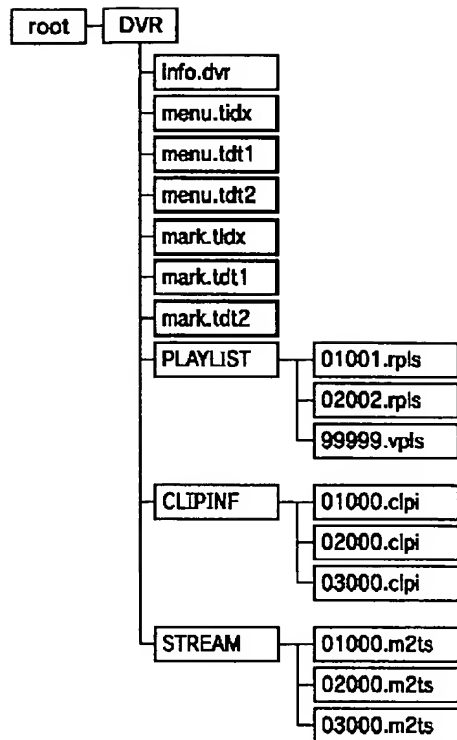 root DVR
info.dvr
menu.tidx
menu.tdt1
menu.tdt2
mark.tidx
mark.tdt1
mark.tdt2
PLAYLIST 01001.rpls
02002.rpls
99999.vpls
CLIPINF 01000.clpi
02000.clpi
03000.clpi
STREAM 01000.m2ts
02000.m2ts
03000.m2ts